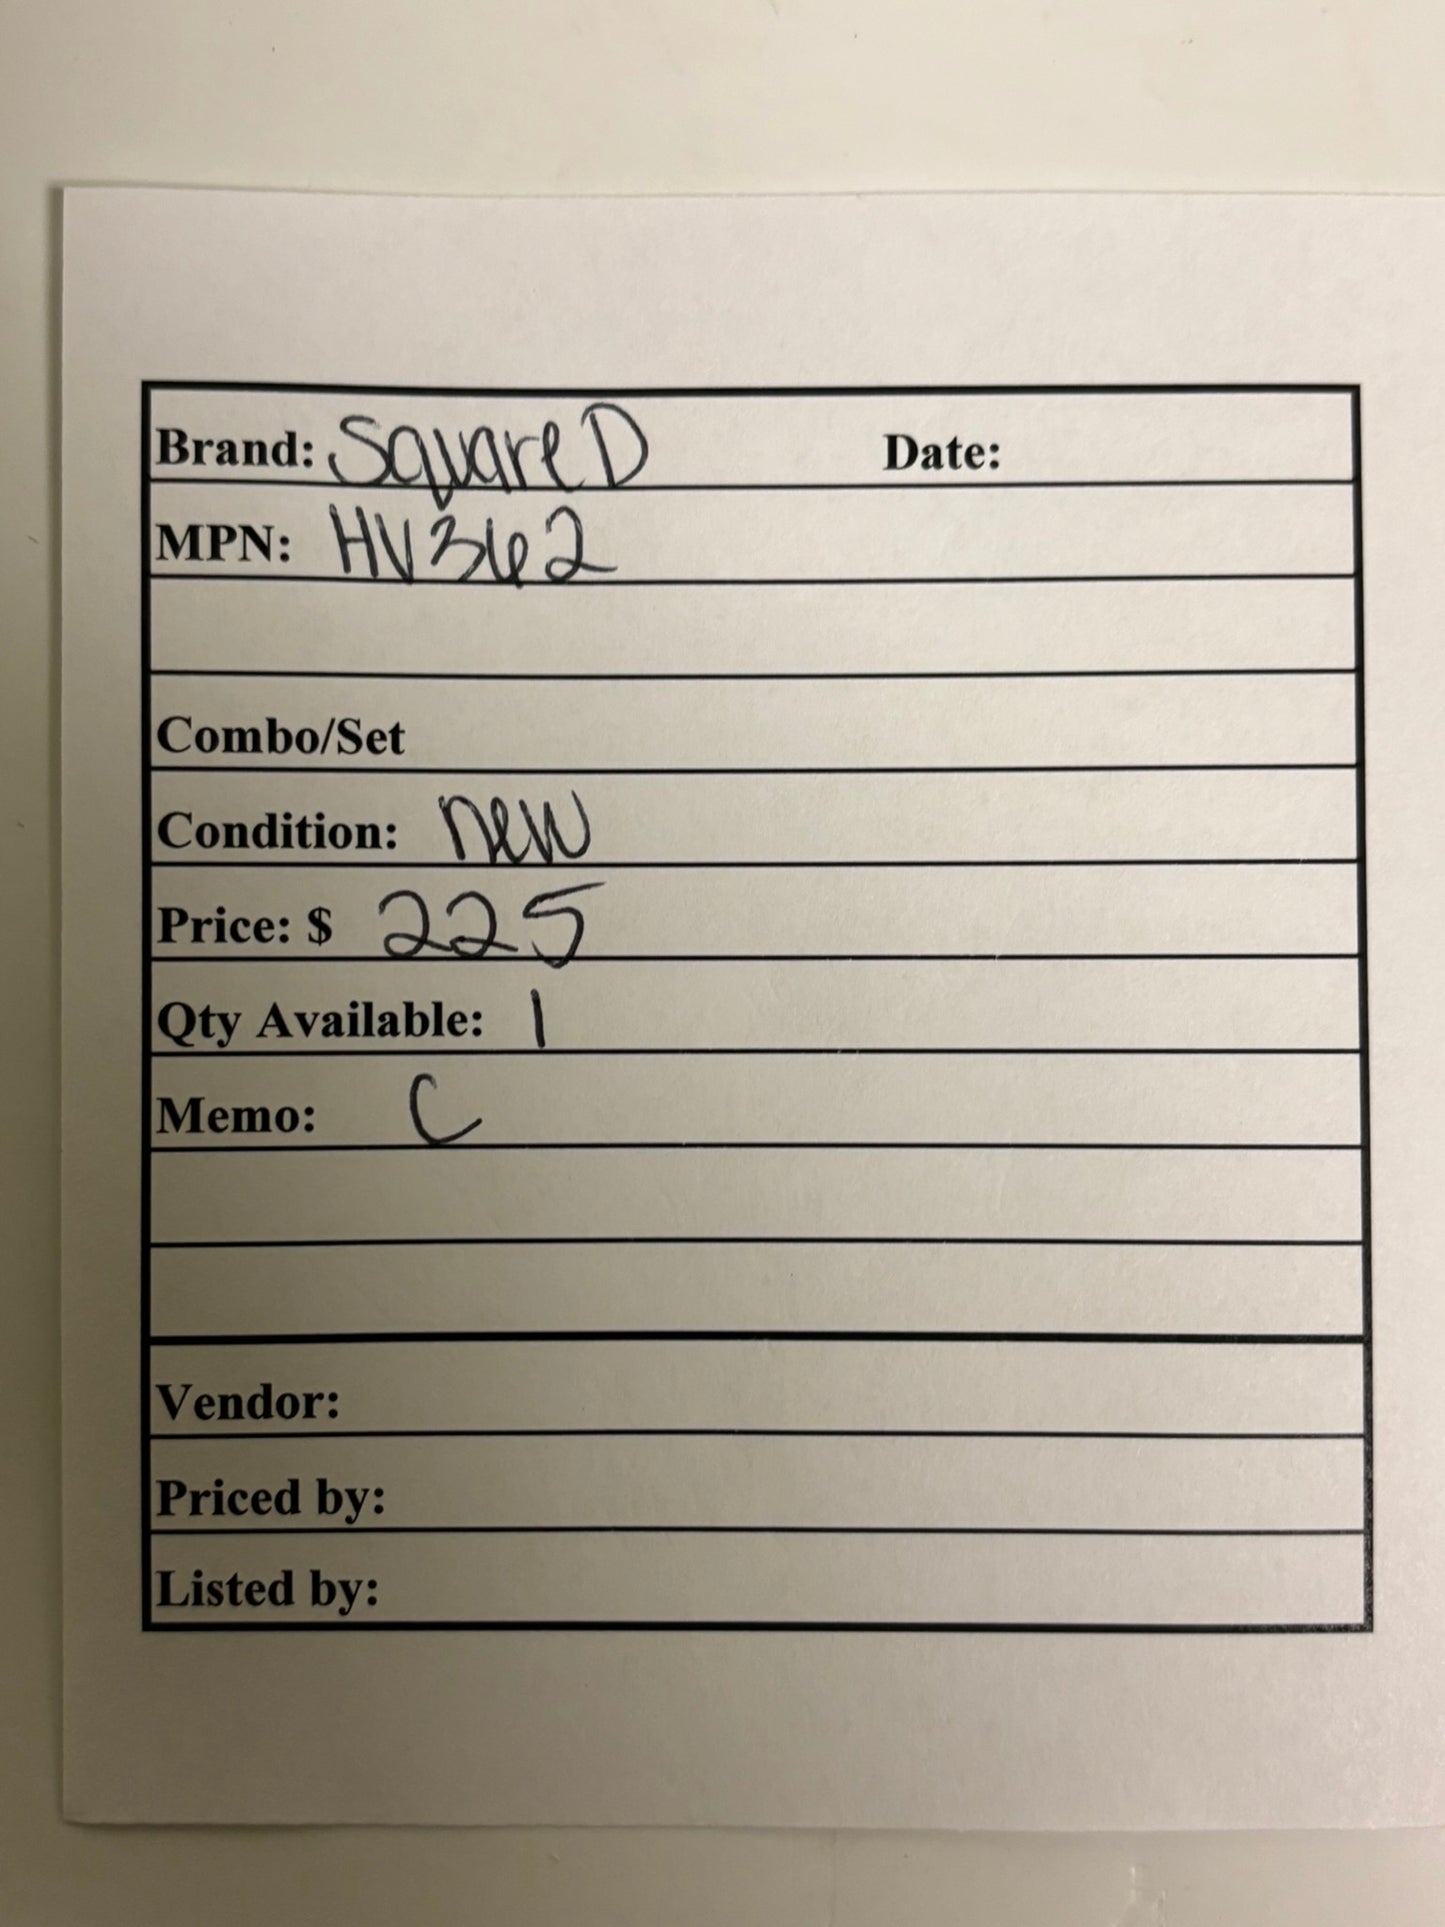 Brand: Square D Date:
MPN: HU362
Combo/Set
Condition: new
Price: $ 225
Qty Available: 1
Memo: C
Vendor:
Priced by:
Listed by: